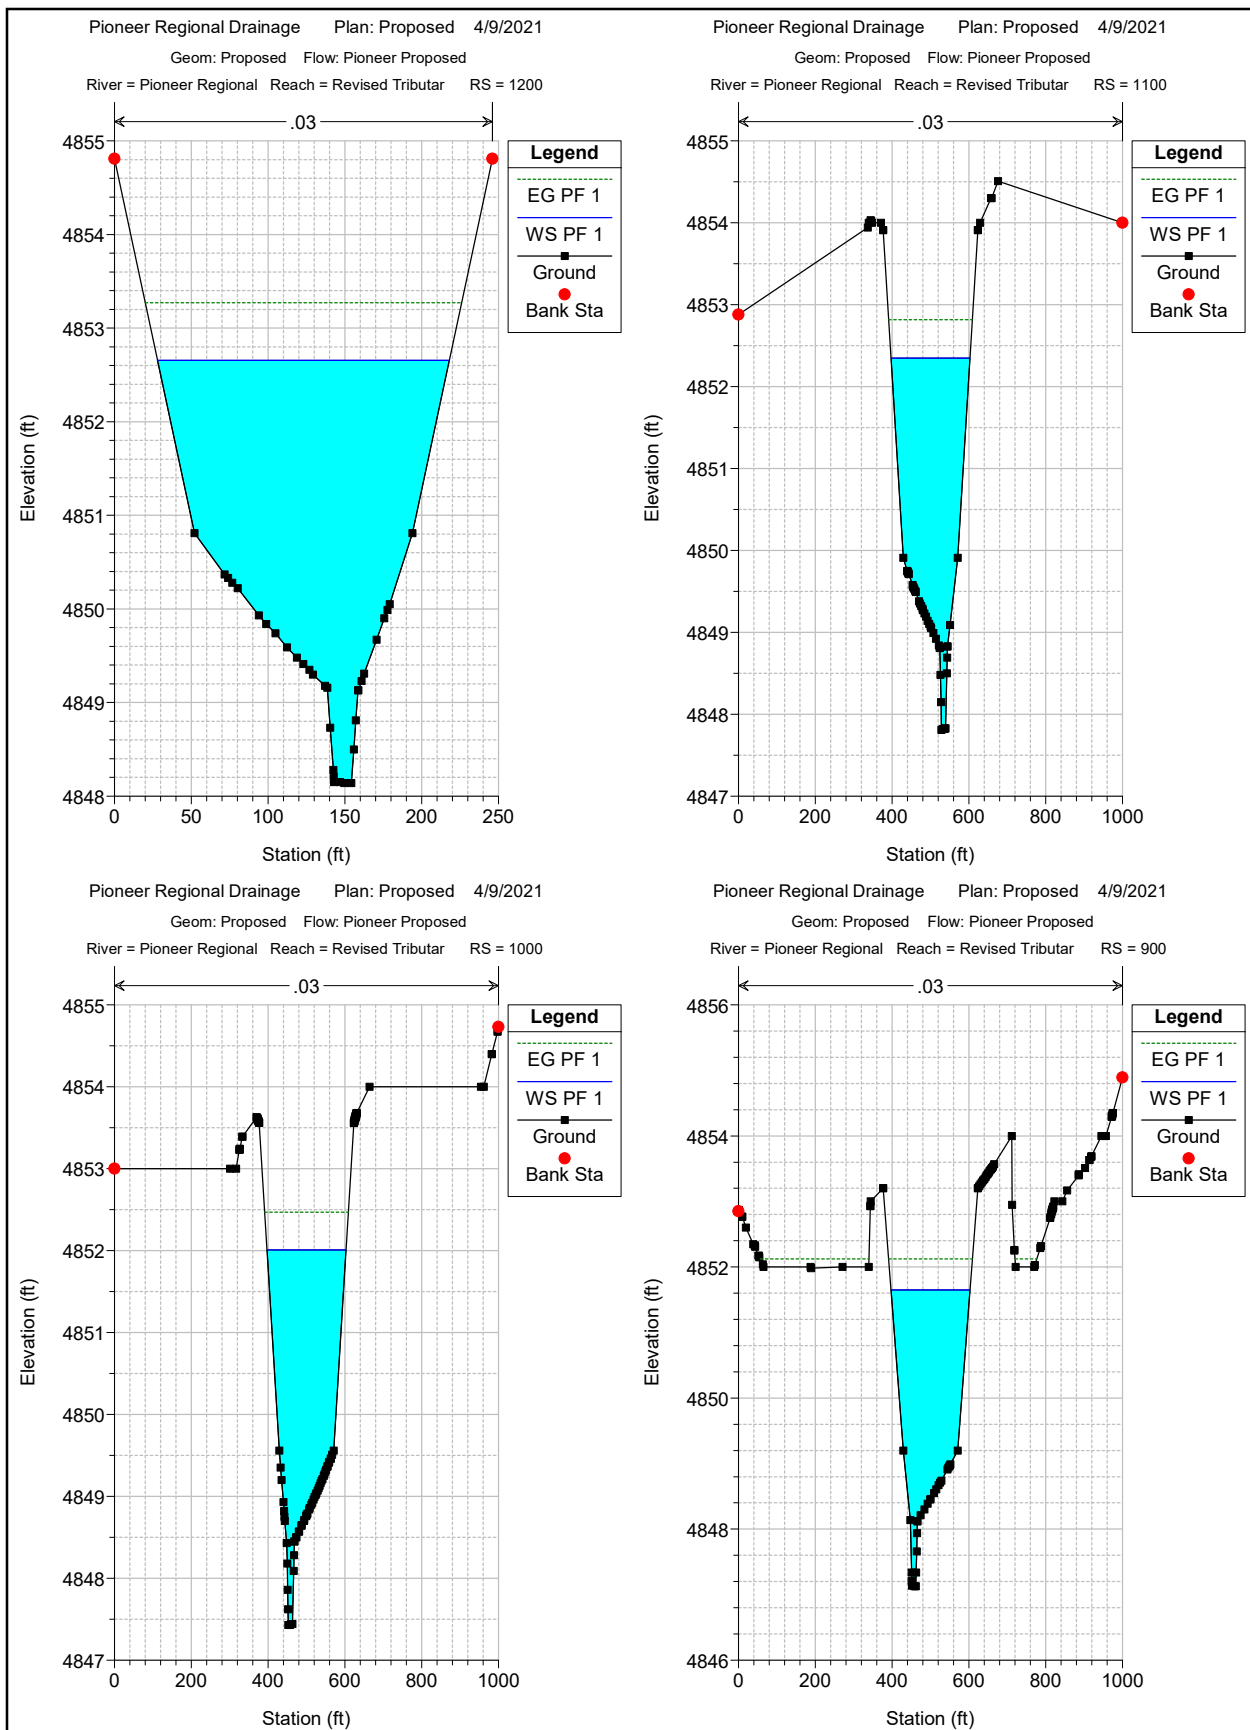 Pioneer Regional Drainage Plan: Proposed 4/9/2021
Geom: Proposed Flow: Pioneer Proposed
River = Pioneer Regional Reach = Revised Tributar RS = 1200
.03
4855
4854
4853
4852
4851
4850
4849
4848
0 50 100 150 200 250
Station (ft)
Elevation (ft)
Legend
EG PF 1
WS PF 1
Ground
Bank Sta
Pioneer Regional Drainage Plan: Proposed 4/9/2021
Geom: Proposed Flow: Pioneer Proposed
River = Pioneer Regional Reach = Revised Tributar RS = 1100
.03
4855
4854
4853
4852
4851
4850
4849
4848
4847
0 200 400 600 800 1000
Station (ft)
Elevation (ft)
Legend
EG PF 1
WS PF 1
Ground
Bank Sta
Pioneer Regional Drainage Plan: Proposed 4/9/2021
Geom: Proposed Flow: Pioneer Proposed
River = Pioneer Regional Reach = Revised Tributar RS = 1000
.03
4855
4854
4853
4852
4851
4850
4849
4848
4847
0 200 400 600 800 1000
Station (ft)
Elevation (ft)
Legend
EG PF 1
WS PF 1
Ground
Bank Sta
Pioneer Regional Drainage Plan: Proposed 4/9/2021
Geom: Proposed Flow: Pioneer Proposed
River = Pioneer Regional Reach = Revised Tributar RS = 900
.03
4856
4854
4852
4850
4848
4846
0 200 400 600 800 1000
Station (ft)
Elevation (ft)
Legend
EG PF 1
WS PF 1
Ground
Bank Sta